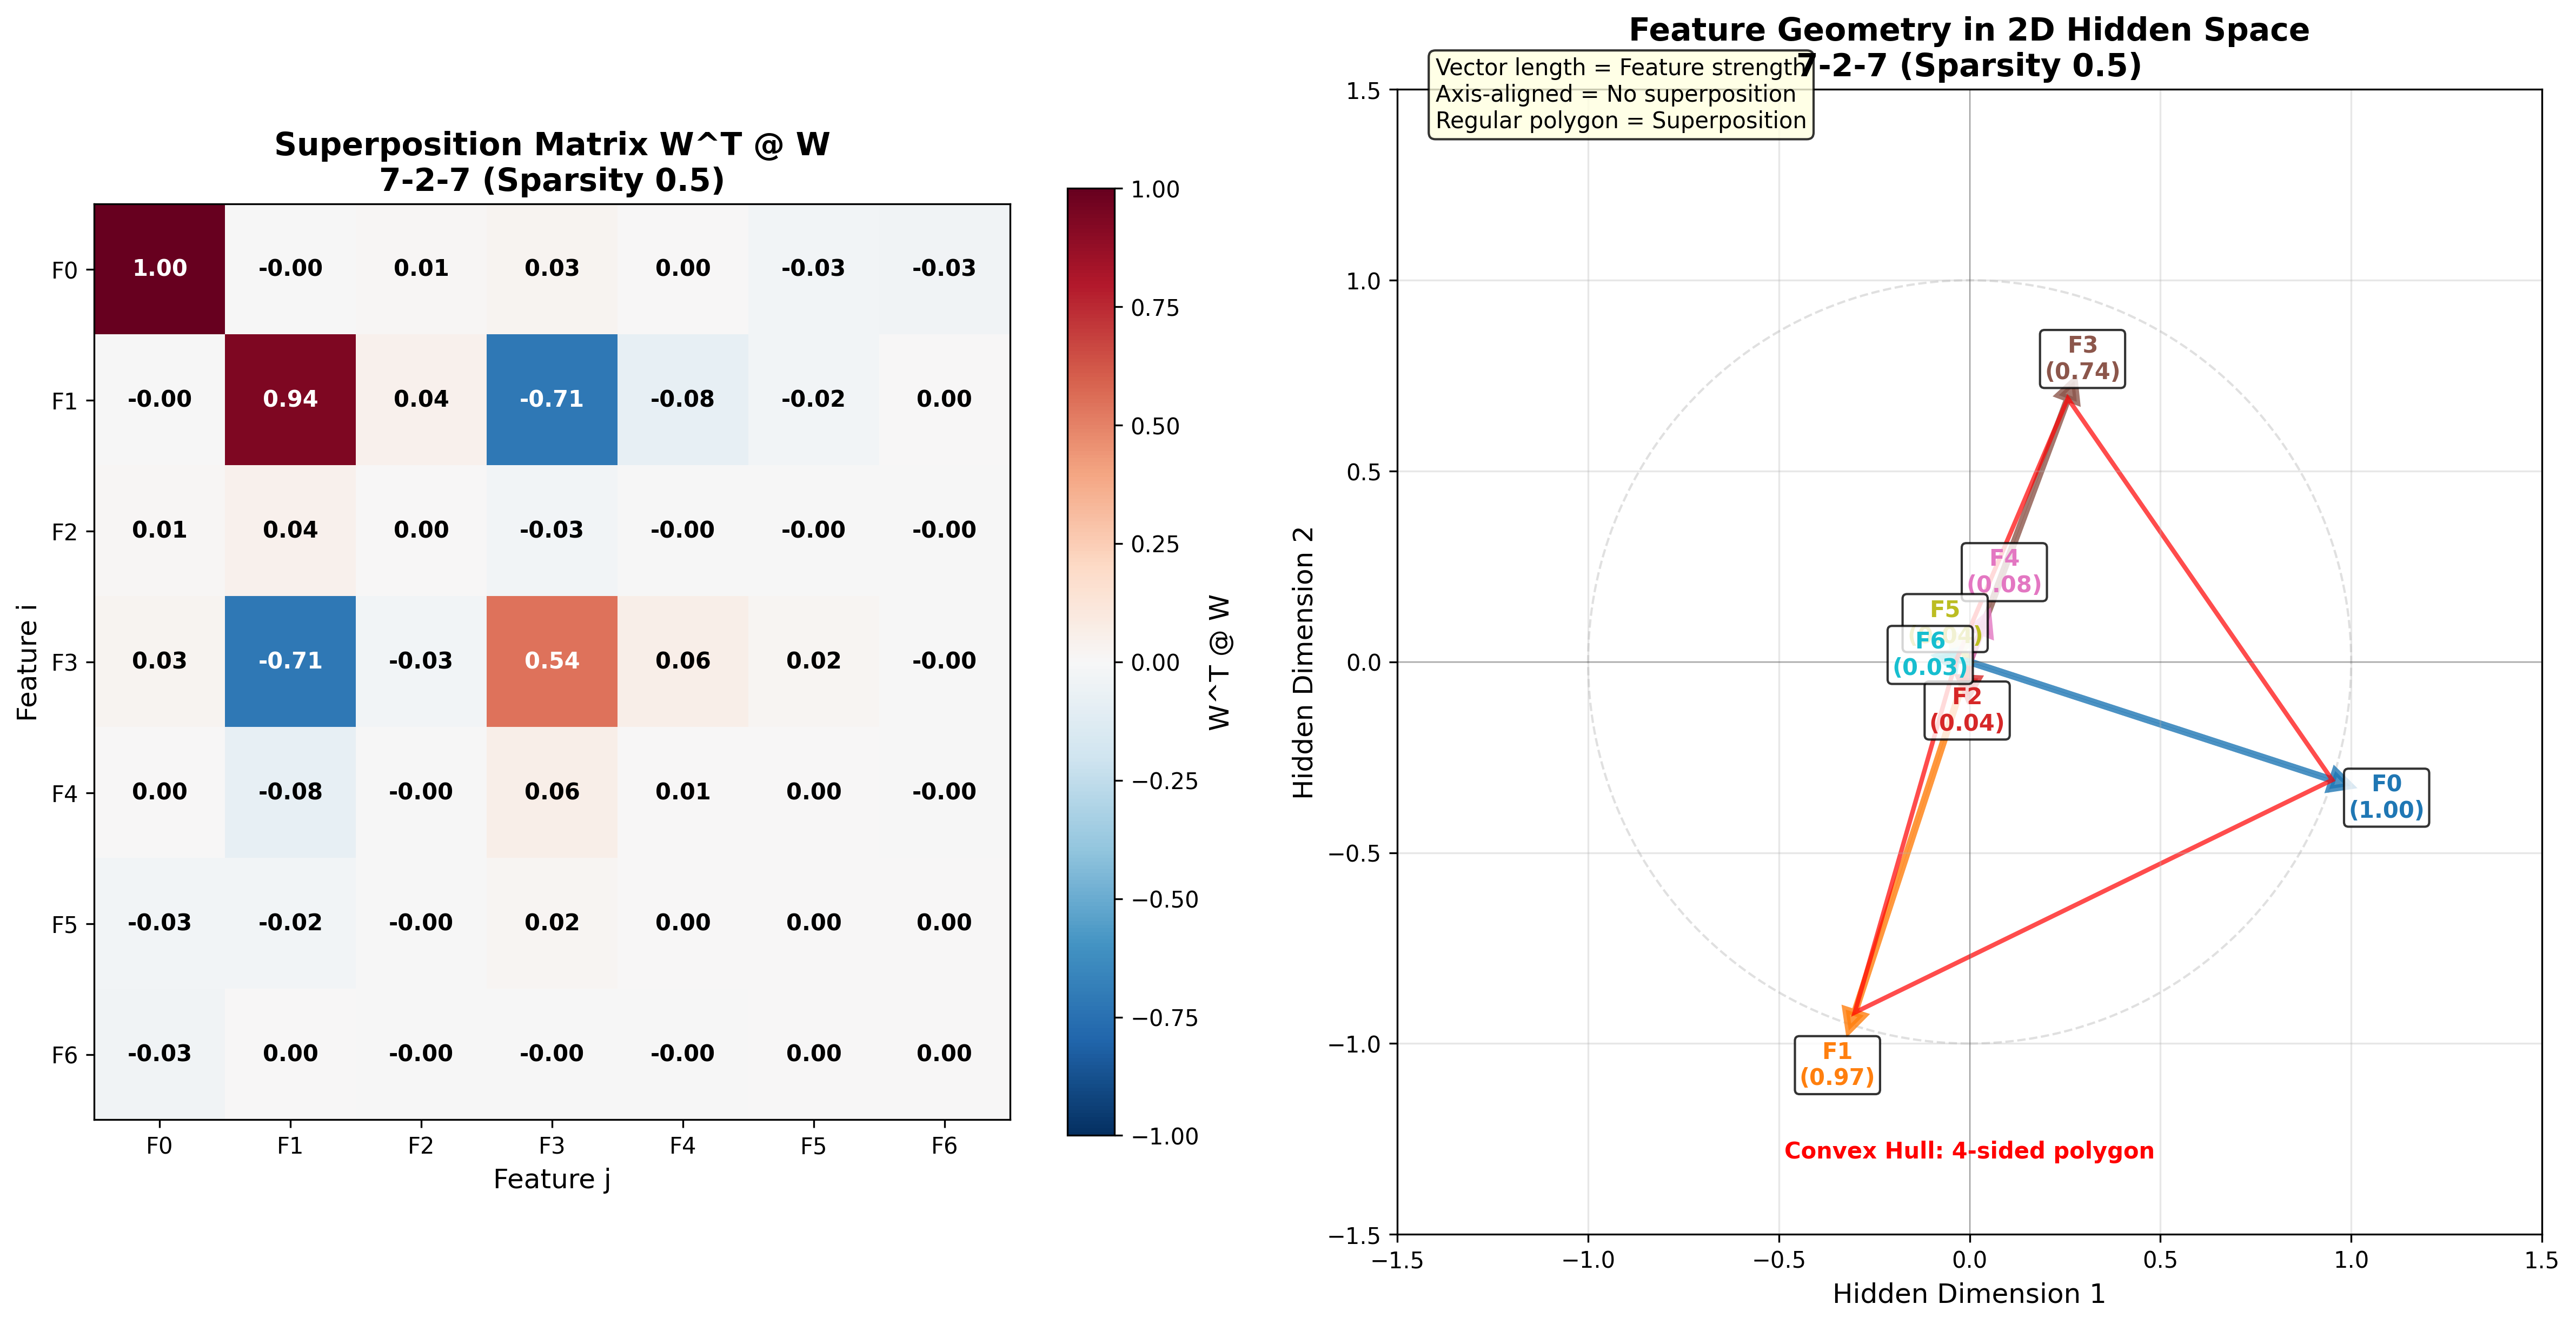 Superposition Matrix W^T @ W
7-2-7 (Sparsity 0.5)
F0 1.00 -0.00 0.01 0.03 0.00 -0.03 -0.03
F1 -0.00 0.94 0.04 -0.71 -0.08 -0.02 0.00
F2 0.01 0.04 0.00 -0.03 -0.00 -0.00 -0.00
F3 0.03 -0.71 -0.03 0.54 0.06 0.02 -0.00
F4 0.00 -0.08 -0.00 0.06 0.01 0.00 -0.00
F5 -0.03 -0.02 -0.00 0.02 0.00 0.00 0.00
F6 -0.03 0.00 -0.00 -0.00 -0.00 0.00 0.00
F0 F1 F2 F3 F4 F5 F6
Feature j
Feature i
1.00
0.75
0.50
0.25
0.00
−0.25
−0.50
−0.75
−1.00
W^T @ W
Feature Geometry in 2D Hidden Space
7-2-7 (Sparsity 0.5)
Vector length = Feature strength
Axis-aligned = No superposition
Regular polygon = Superposition
1.5
1.0
0.5
0.0
−0.5
−1.0
−1.5
Hidden Dimension 2
F3
(0.74)
F4
(0.08)
F5
F6
(0.03)
F2
(0.04)
F0
(1.00)
F1
(0.97)
Convex Hull: 4-sided polygon
−1.5 −1.0 −0.5 0.0 0.5 1.0 1.5
Hidden Dimension 1